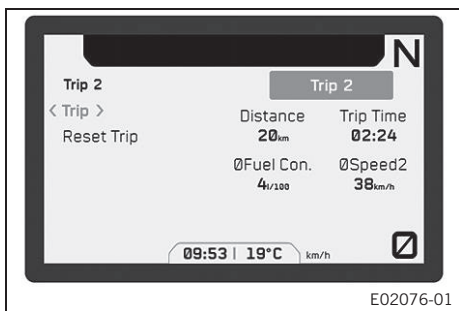 N
Trip 2
Trip 2
< Trip >
Reset Trip
Distance
Trip Time
20km
02:24
ØFuel Con.
ØSpeed2
4l/100
38km/h
09:53 | 19°C km/h
0
E02076-01